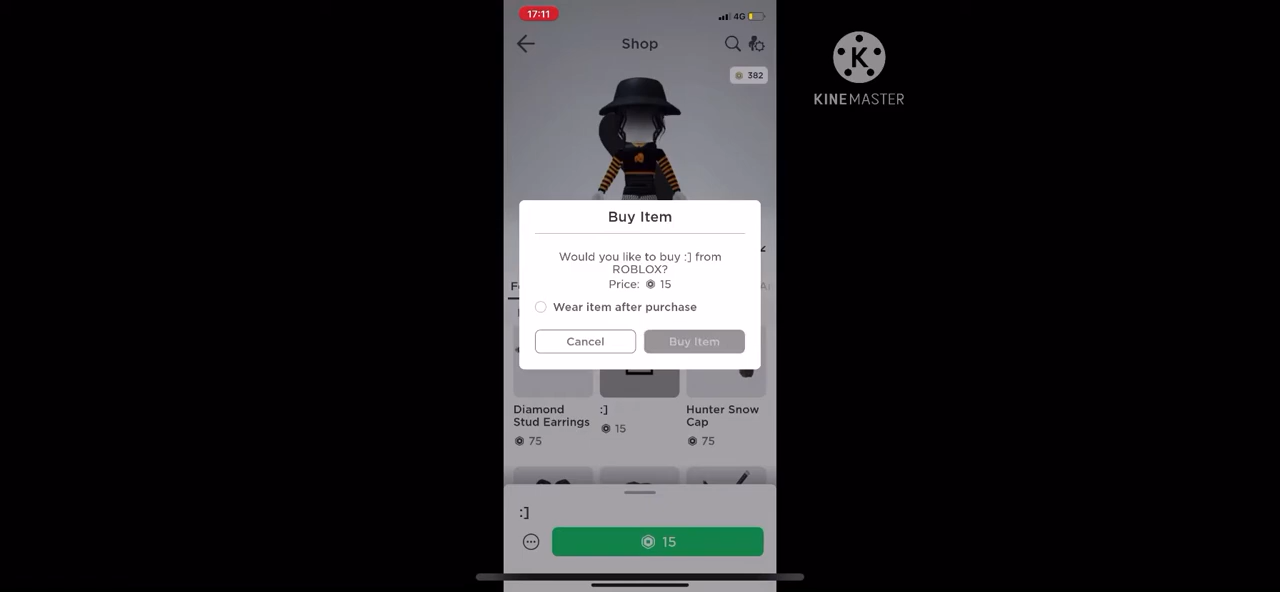 17:11
4G
Shop
382
K
KINEMASTER
Buy Item
Would you like to buy :] from
ROBLOX?
Price: 15
Wear item after purchase
Cancel
Buy Item
Diamond
Stud Earrings
75
:]
15
Hunter Snow
Cap
75
:]
15